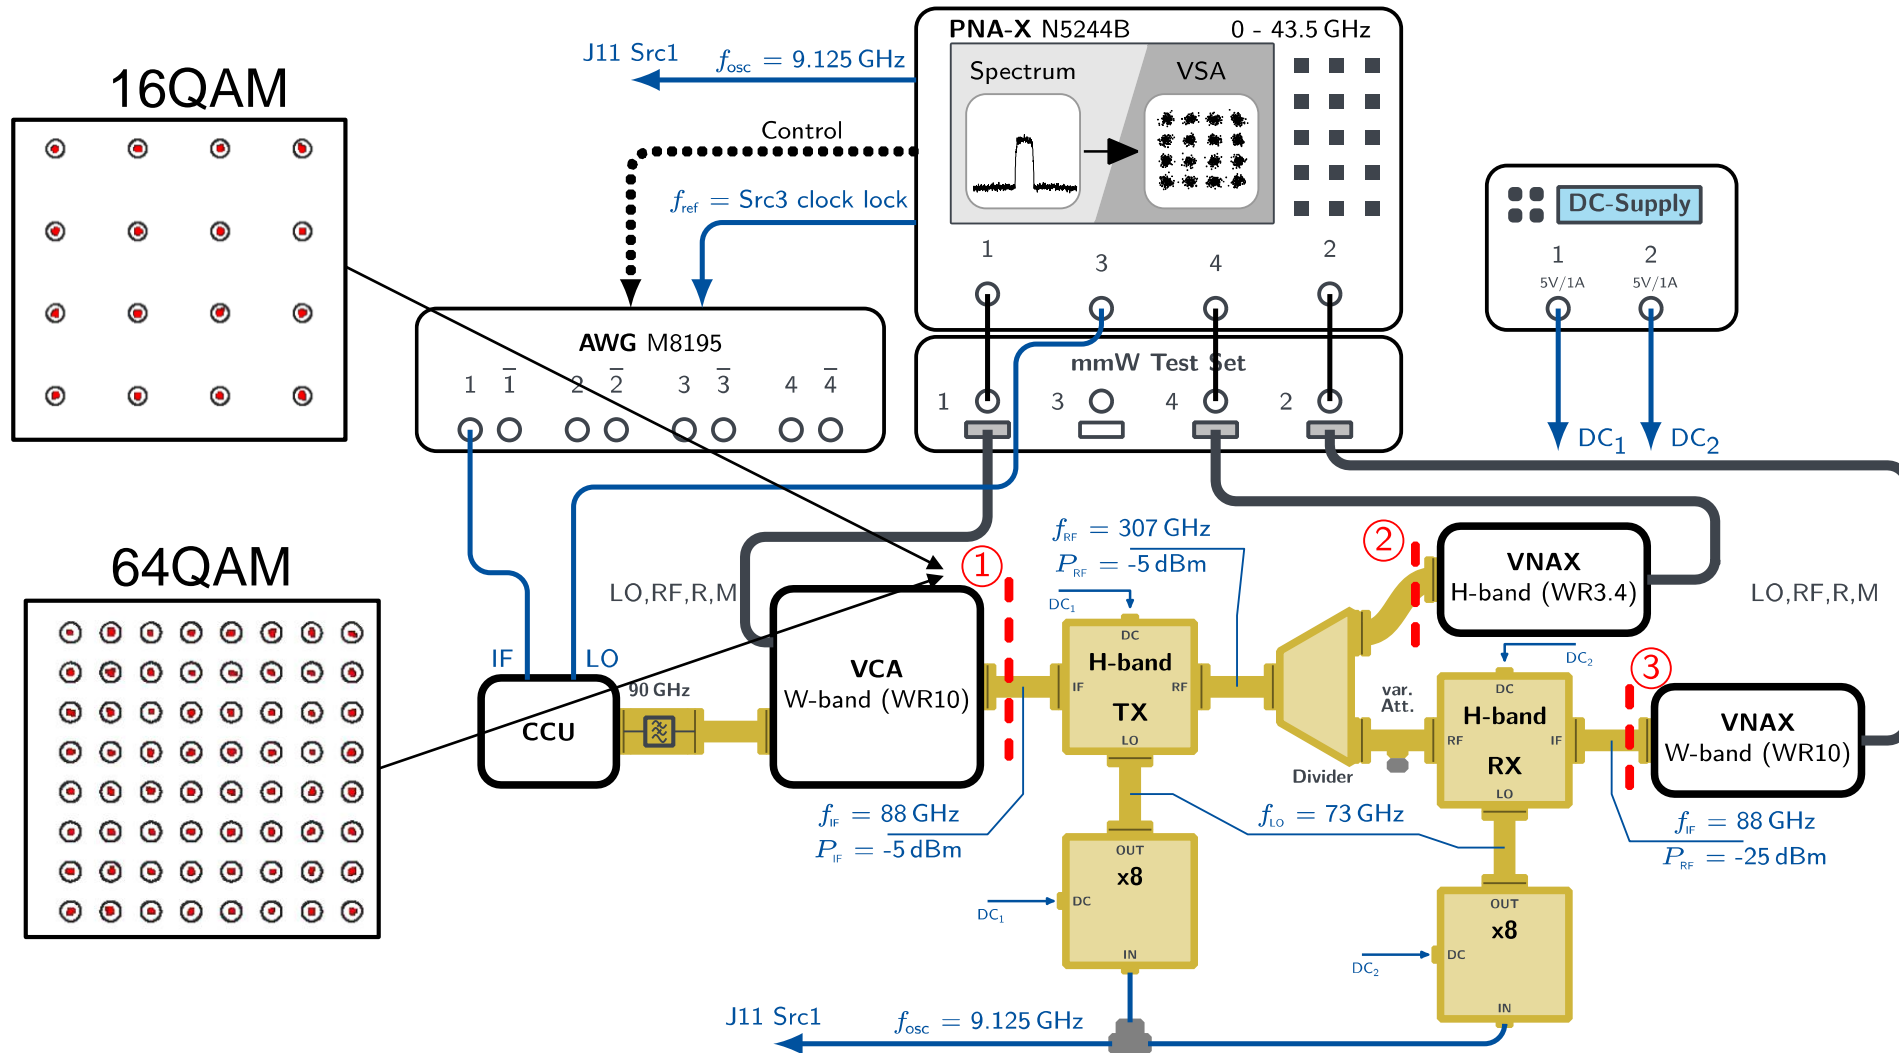 16QAM
64QAM
J11 Src1
f_osc = 9.125 GHz
Control
f_ref = Src3 clock lock
PNA-X N5244B
0 - 43.5 GHz
Spectrum
VSA
1
3
4
2
DC-Supply
1
2
5V/1A
5V/1A
DC₁
DC₂
AWG M8195
1 1̅ 2 2̅ 3 3̅ 4 4̅
mmW Test Set
1
3
4
2
LO,RF,R,M
IF
LO
90 GHz
CCU
VCA
W-band (WR10)
①
f_RF = 307 GHz
P_RF = -5 dBm
DC₁
DC
H-band
IF
RF
TX
LO
f_IF = 88 GHz
P_IF = -5 dBm
OUT
x8
DC₁
DC
IN
f_LO = 73 GHz
Divider
var.
Att.
②
VNAX
H-band (WR3.4)
LO,RF,R,M
DC₂
DC
H-band
RF
IF
RX
LO
③
VNAX
W-band (WR10)
f_IF = 88 GHz
P_RF = -25 dBm
OUT
x8
DC₂
DC
IN
J11 Src1
f_osc = 9.125 GHz